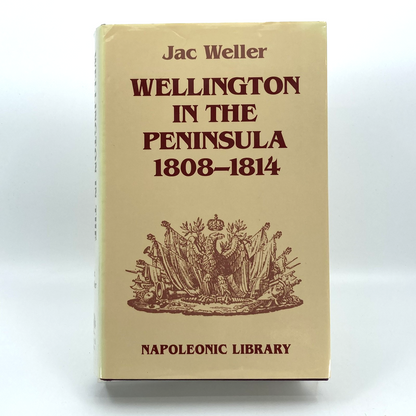 Jac Weller
WELLINGTON
IN THE
PENINSULA
1808–1814
NAPOLEONIC LIBRARY